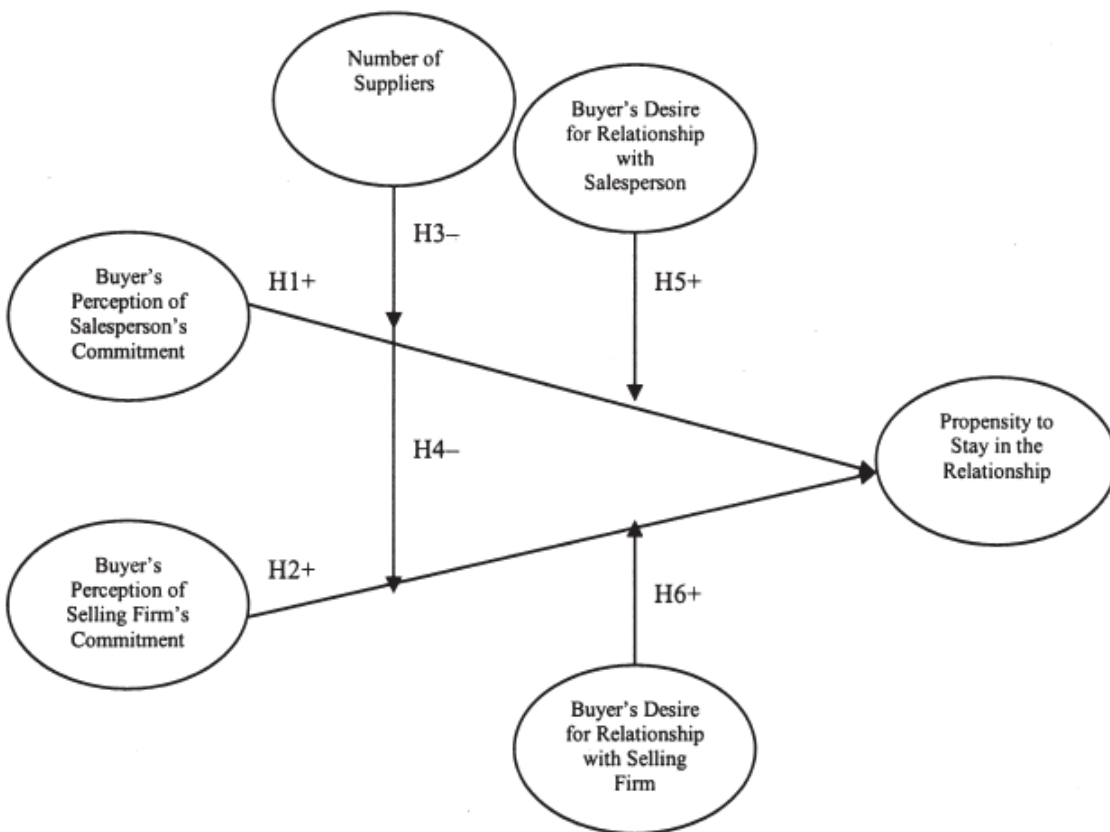 Number of
Suppliers
Buyer’s Desire
for Relationship
with
Salesperson
H3–
H1+
H5+
Buyer’s
Perception of
Salesperson’s
Commitment
Propensity to
Stay in the
Relationship
H4–
Buyer’s
Perception of
Selling Firm’s
Commitment
H2+
H6+
Buyer’s Desire
for Relationship
with Selling
Firm